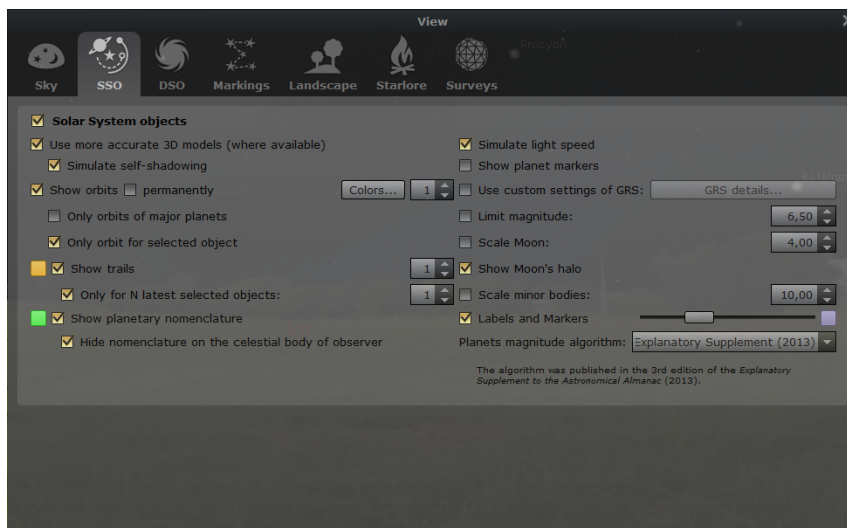 View
Procyon
Sky SSO DSO Markings Landscape Starlore Surveys
Solar System objects
Use more accurate 3D models (where available)
Simulate self-shadowing
Show orbits permanently Colors... 1
Only orbits of major planets
Only orbit for selected object
Show trails 1
Only for N latest selected objects: 1
Show planetary nomenclature
Hide nomenclature on the celestial body of observer
Simulate light speed
Show planet markers
Use custom settings of GRS: GRS details...
Limit magnitude: 6,50
Scale Moon: 4,00
Show Moon's halo
Scale minor bodies: 10,00
Labels and Markers
Planets magnitude algorithm: Explanatory Supplement (2013)
The algorithm was published in the 3rd edition of the Explanatory
Supplement to the Astronomical Almanac (2013).